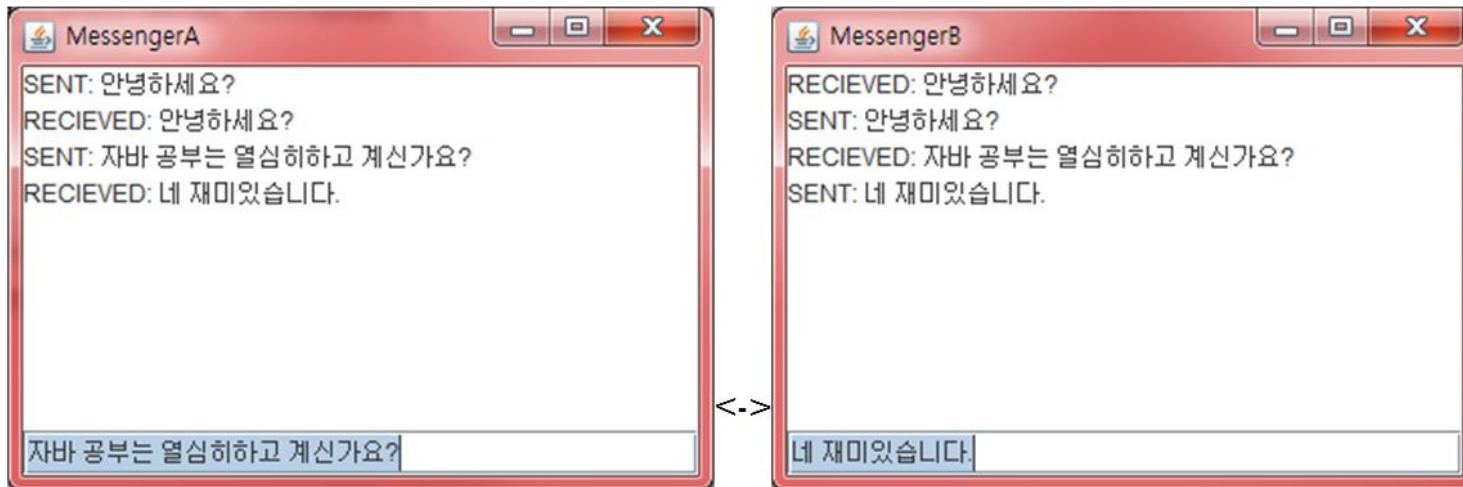 MessengerA
SENT: 안녕하세요?
RECIEVED: 안녕하세요?
SENT: 자바 공부는 열심히하고 계신가요?
RECIEVED: 네 재미있습니다.
자바 공부는 열심히하고 계신가요?
<->
MessengerB
RECIEVED: 안녕하세요?
SENT: 안녕하세요?
RECIEVED: 자바 공부는 열심히하고 계신가요?
SENT: 네 재미있습니다.
네 재미있습니다.